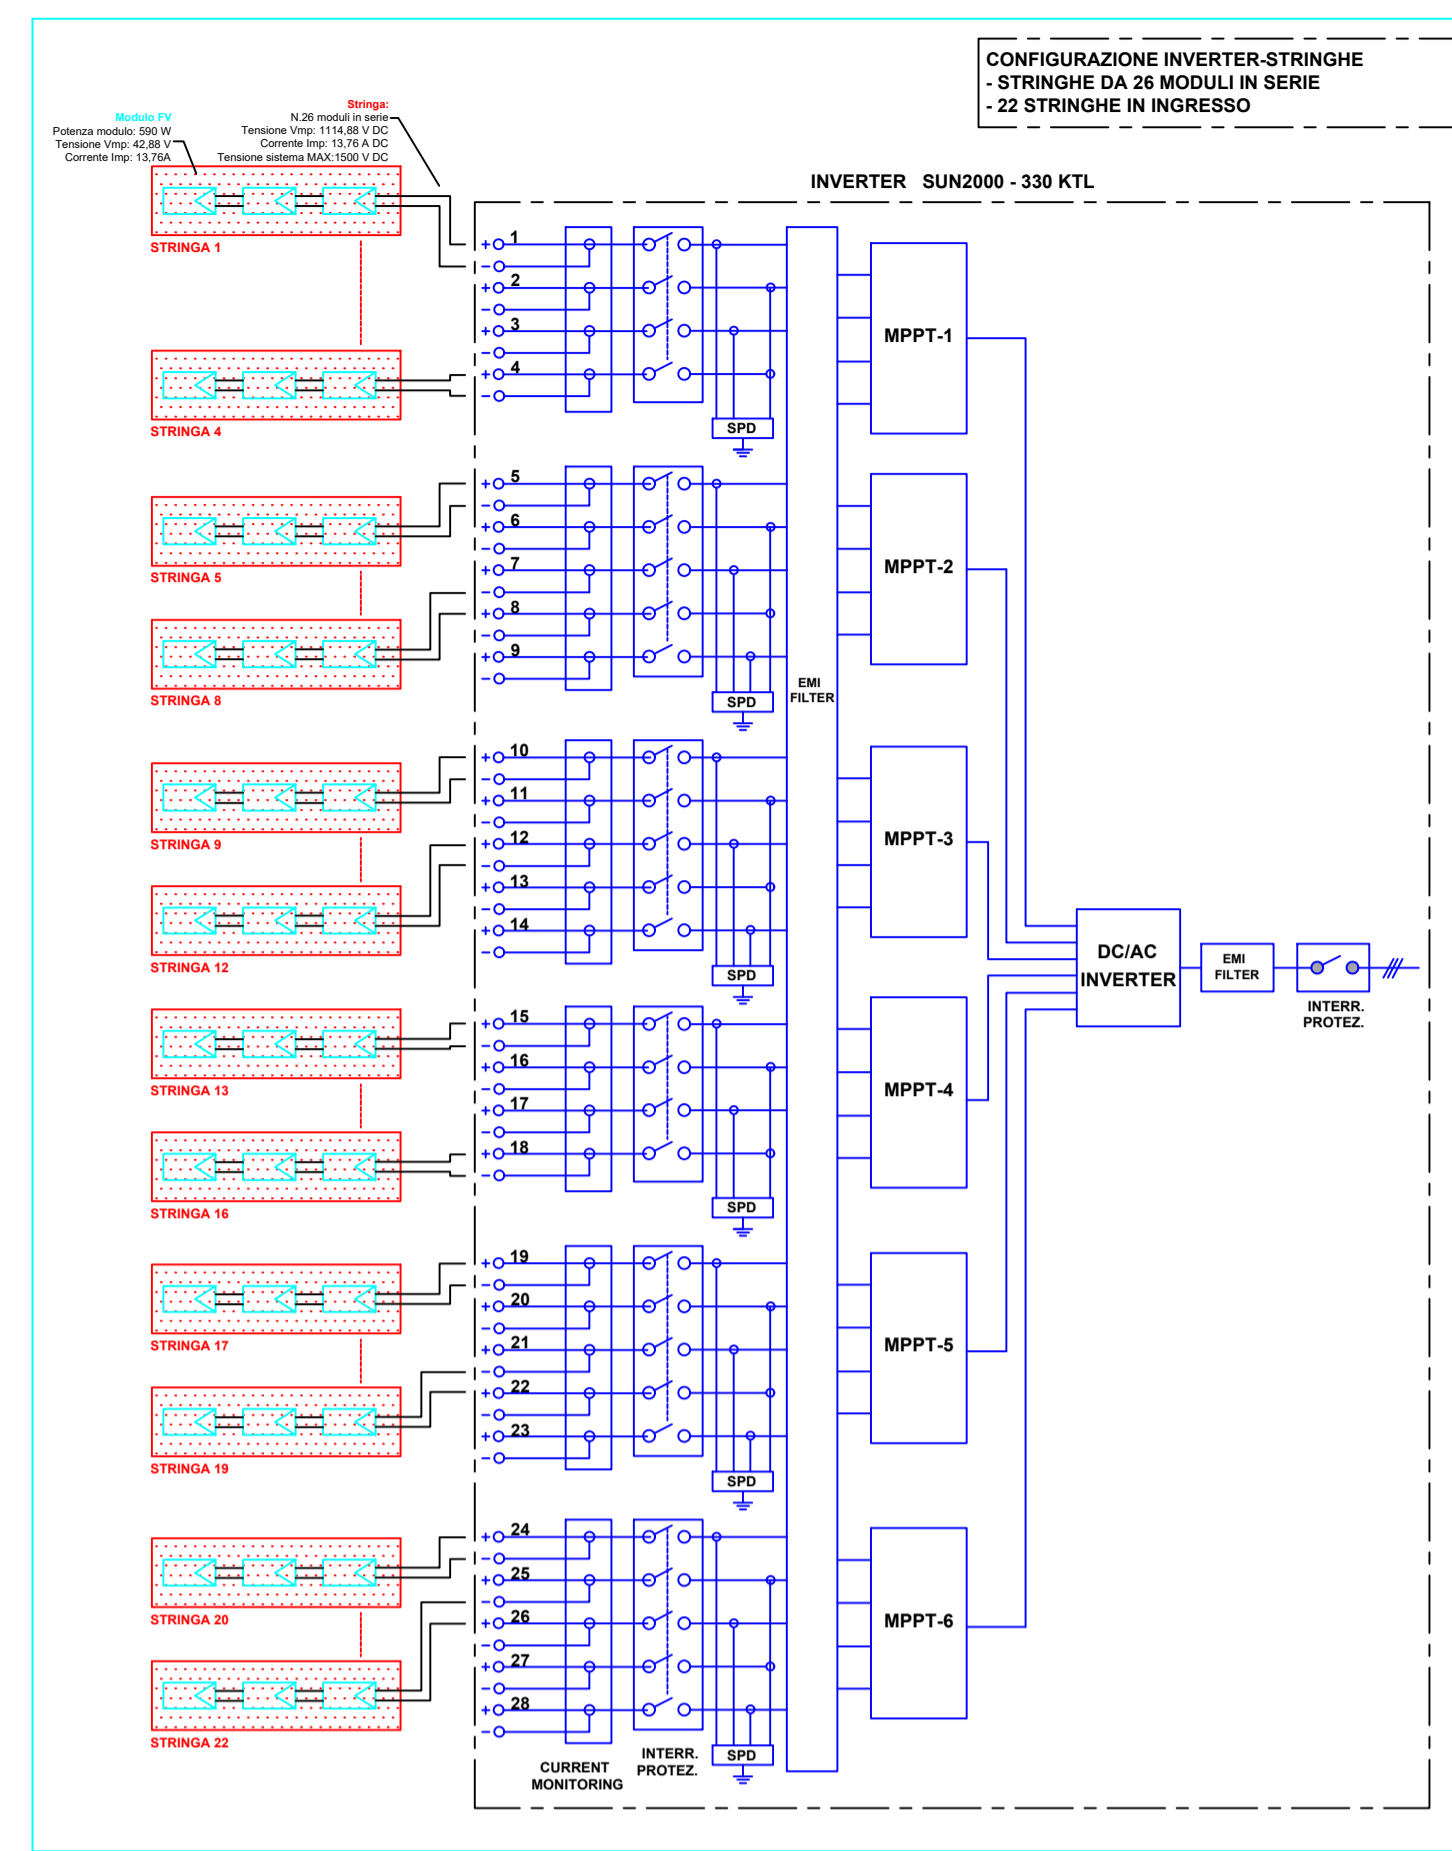 CONFIGURAZIONE INVERTER-STRINGHE
- STRINGHE DA 26 MODULI IN SERIE
- 22 STRINGHE IN INGRESSO
Modulo FV
Potenza modulo: 590 W
Tensione Vmp: 42,88 V
Corrente Imp: 13,76A
Stringa:
N.26 moduli in serie
Tensione Vmp: 1114,88 V DC
Corrente Imp: 13,76 A DC
Tensione sistema MAX:1500 V DC
INVERTER SUN2000 - 330 KTL
STRINGA 1
STRINGA 4
+ 1
-
+ 2
-
+ 3
-
+ 4
-
SPD
MPPT-1
STRINGA 5
STRINGA 8
+ 5
-
+ 6
-
+ 7
-
+ 8
-
+ 9
-
SPD
MPPT-2
EMI
FILTER
STRINGA 9
STRINGA 12
+ 10
-
+ 11
-
+ 12
-
+ 13
-
+ 14
-
SPD
MPPT-3
DC/AC
INVERTER
EMI
FILTER
INTERR.
PROTEZ.
STRINGA 13
STRINGA 16
+ 15
-
+ 16
-
+ 17
-
+ 18
-
SPD
MPPT-4
STRINGA 17
STRINGA 19
+ 19
-
+ 20
-
+ 21
-
+ 22
-
+ 23
-
SPD
MPPT-5
STRINGA 20
STRINGA 22
+ 24
-
+ 25
-
+ 26
-
+ 27
-
+ 28
-
SPD
MPPT-6
CURRENT
MONITORING
INTERR.
PROTEZ.